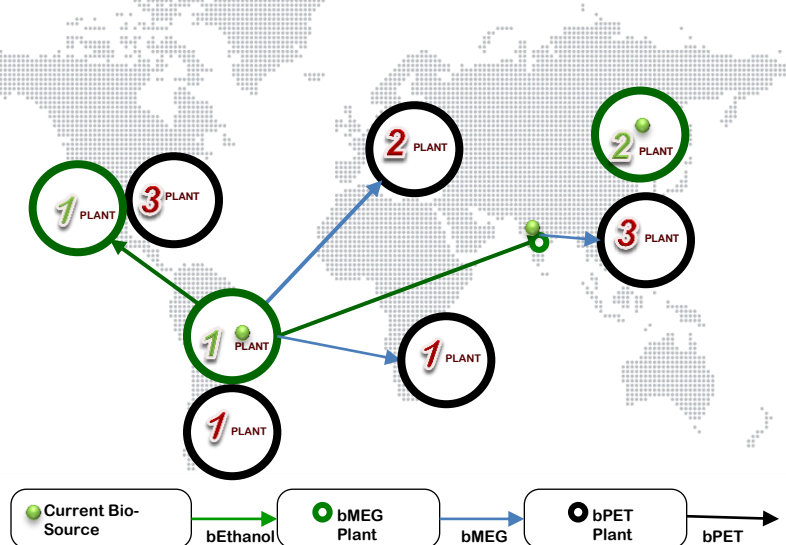 2 PLANT
2 PLANT
1 PLANT
3 PLANT
3 PLANT
1 PLANT
1 PLANT
1 PLANT
Current Bio-
Source
bEthanol
bMEG
Plant
bMEG
bPET
Plant
bPET